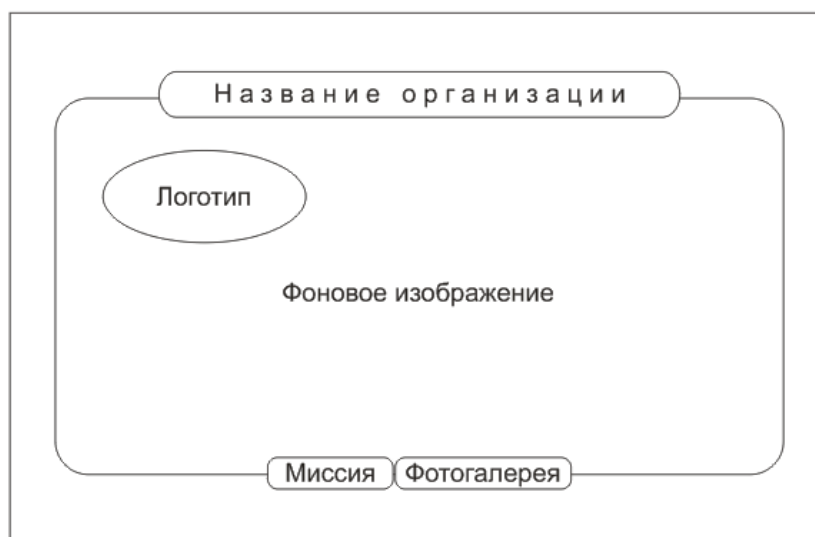 Название организации
Логотип
Фоновое изображение
Миссия Фотогалерея